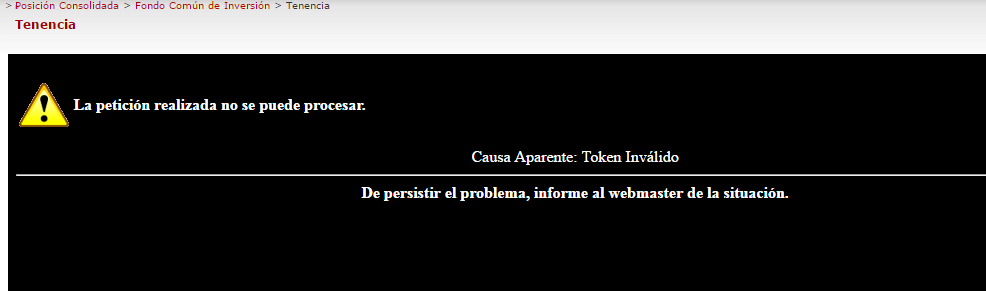 > Posición Consolidada > Fondo Común de Inversión > Tenencia
Tenencia
La petición realizada no se puede procesar.
Causa Aparente: Token Inválido
De persistir el problema, informe al webmaster de la situación.